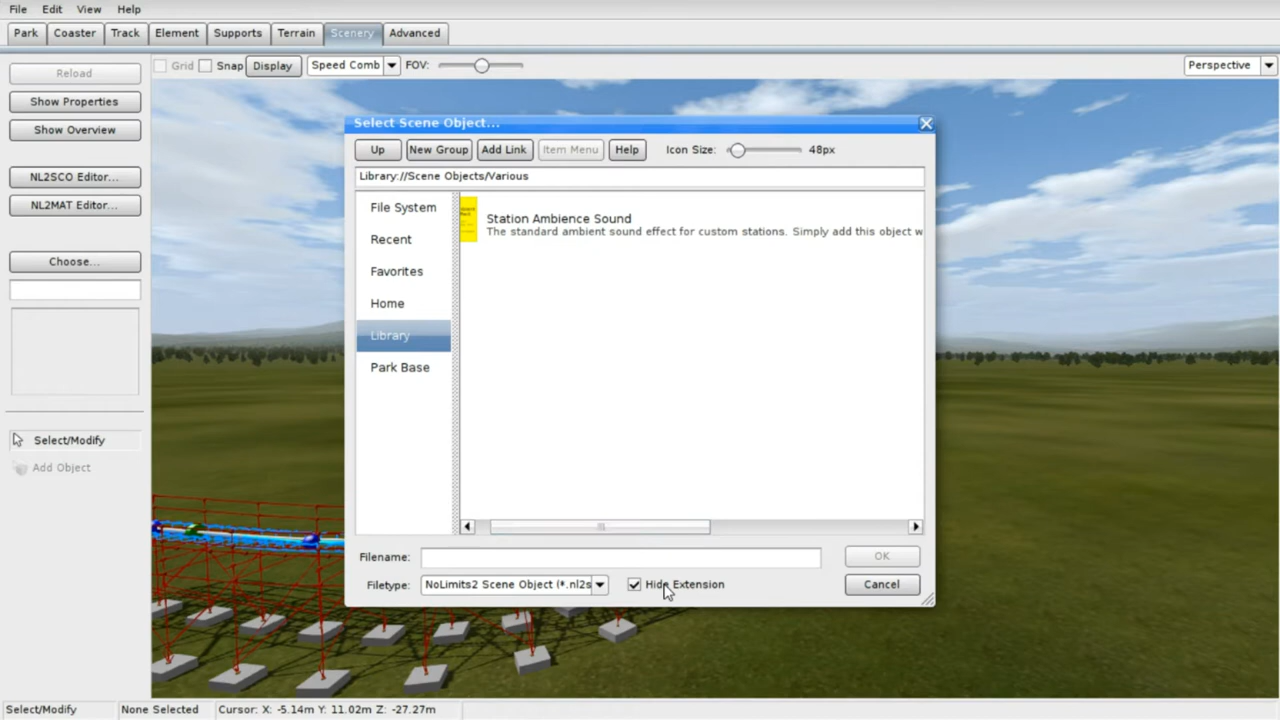 File Edit View Help
Park Coaster Track Element Supports Terrain Scenery Advanced
Reload
Grid Snap Display Speed Comb FOV: Perspective
Show Properties
Show Overview
NL2SCO Editor...
NL2MAT Editor...
Choose...
Select/Modify
Add Object
Select Scene Object...
Up New Group Add Link Item Menu Help Icon Size: 48px
Library://Scene Objects/Various
File System
Recent
Favorites
Home
Library
Park Base
Station Ambience Sound
The standard ambient sound effect for custom stations. Simply add this object w
Filename: OK
Filetype: NoLimits2 Scene Object (*.nl2s Hide Extension Cancel
Select/Modify None Selected Cursor: X: -5.14m Y: 11.02m Z: -27.27m